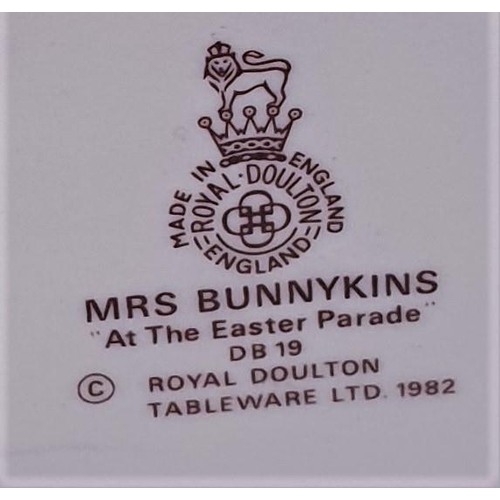 MADE IN ENGLAND
ROYAL·DOULTON
ENGLAND
MRS BUNNYKINS
"At The Easter Parade"
DB 19
© ROYAL DOULTON
TABLEWARE LTD. 1982